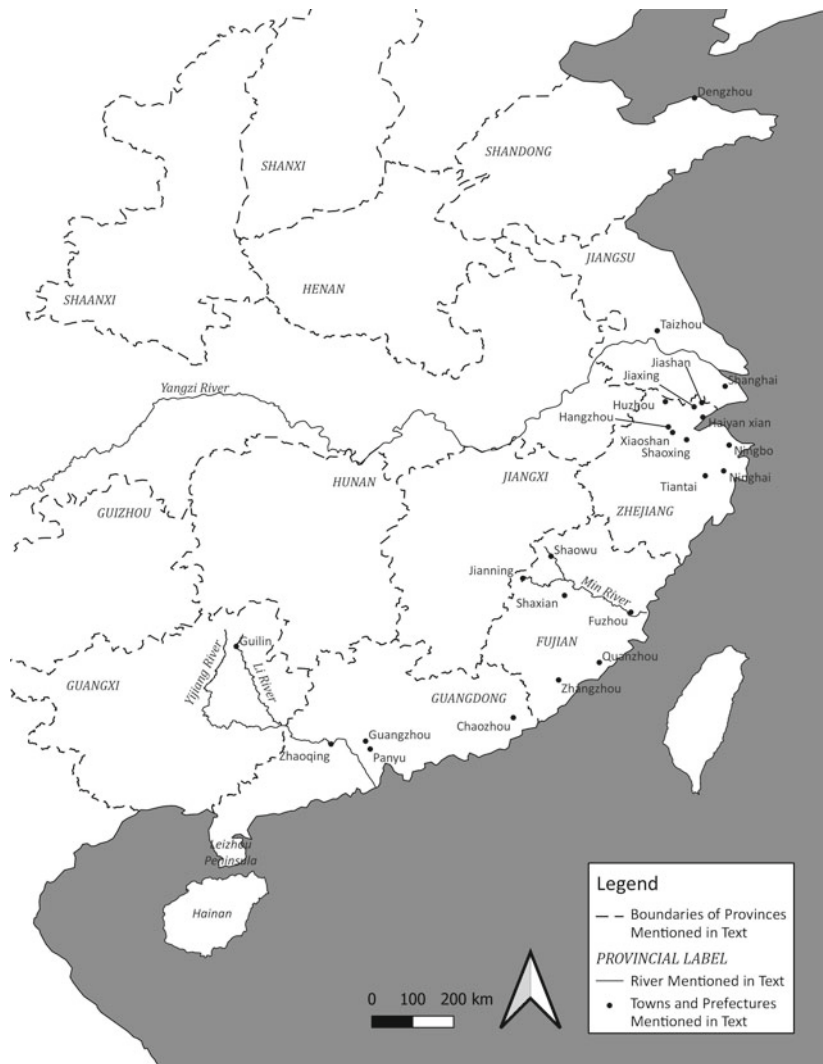 Dengzhou
SHANXI
SHANDONG
JIANGSU
HENAN
SHAANXI
Taizhou
Jiashan
Jiaxing
Shanghai
Yangzi River
Huzhou
Hangzhou
Haiyan xian
Xiaoshan
Shaoxing
Ningbo
HUNAN
JIANGXI
Ninghai
Tiantai
GUIZHOU
ZHEJIANG
Shaowu
Jianning
Min River
Shaxian
Fuzhou
Guilin
FUJIAN
Yijiang River
Li River
Quanzhou
GUANGXI
Zhangzhou
GUANGDONG
Chaozhou
Guangzhou
Zhaoqing
Panyu
Leizhou
Peninsula
Hainan
Legend
Boundaries of Provinces
Mentioned in Text
PROVINCIAL LABEL
River Mentioned in Text
Towns and Prefectures
Mentioned in Text
0 100 200 km